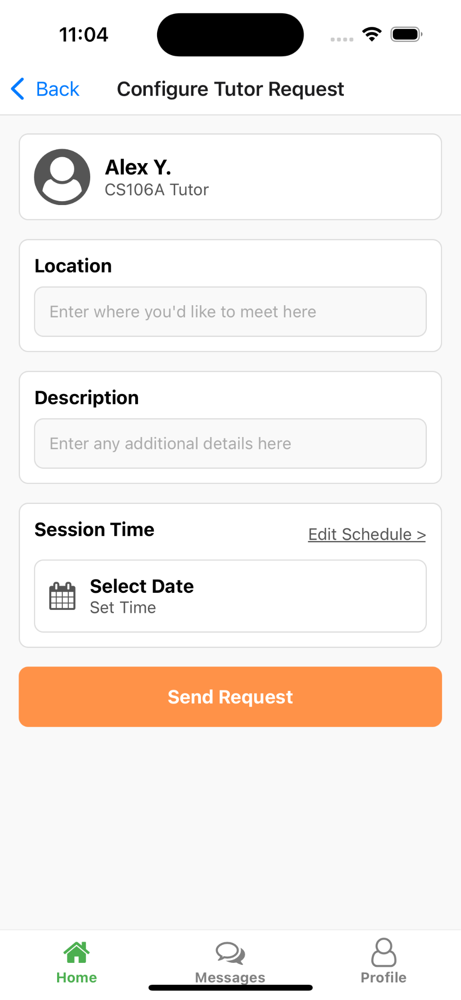 11:04
Back
Configure Tutor Request
Alex Y.
CS106A Tutor
Location
Enter where you'd like to meet here
Description
Enter any additional details here
Session Time
Edit Schedule >
Select Date
Set Time
Send Request
Home
Messages
Profile